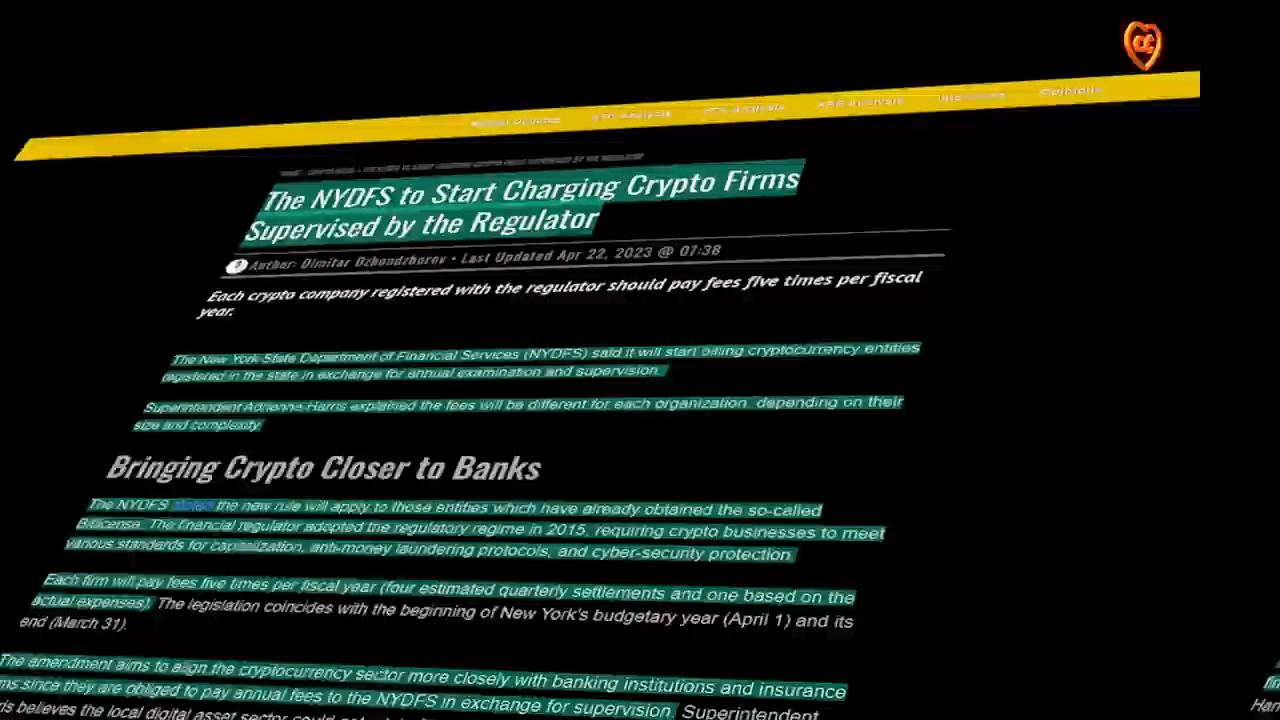 Opinions
The NYDFS to Start Charging Crypto Firms
Supervised by the Regulator
Author: Dimitar Dzhondzhorov • Last Updated Apr 22, 2023 @ 07:38
Each crypto company registered with the regulator should pay fees five times per fiscal
year.
The New York State Department of Financial Services (NYDFS) said it will start billing cryptocurrency entities
registered in the state in exchange for annual examination and supervision.
Superintendent Adrienne Harris explained the fees will be different for each organization, depending on their
size and complexity.
Bringing Crypto Closer to Banks
The NYDFS stated the new rule will apply to those entities which have already obtained the so-called
Bitlicense. The financial regulator adopted the regulatory regime in 2015, requiring crypto businesses to meet
various standards for capitalization, anti-money laundering protocols, and cyber-security protection.
Each firm will pay fees five times per fiscal year (four estimated quarterly settlements and one based on the
actual expenses). The legislation coincides with the beginning of New York's budgetary year (April 1) and its
end (March 31).
The amendment aims to align the cryptocurrency sector more closely with banking institutions and insurance
since they are obliged to pay annual fees to the NYDFS in exchange for supervision. Superintendent
believes the local digital asset sector could